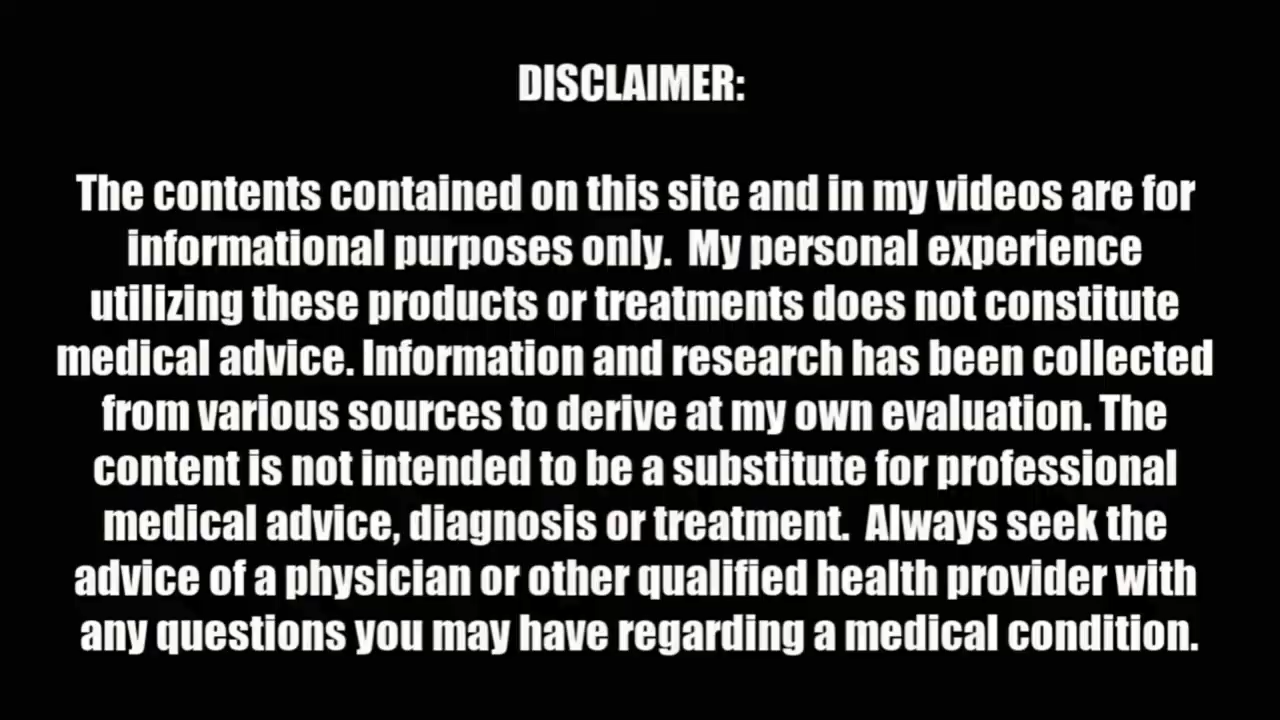 DISCLAIMER:
The contents contained on this site and in my videos are for
informational purposes only.  My personal experience
utilizing these products or treatments does not constitute
medical advice. Information and research has been collected
from various sources to derive at my own evaluation. The
content is not intended to be a substitute for professional
medical advice, diagnosis or treatment.  Always seek the
advice of a physician or other qualified health provider with
any questions you may have regarding a medical condition.